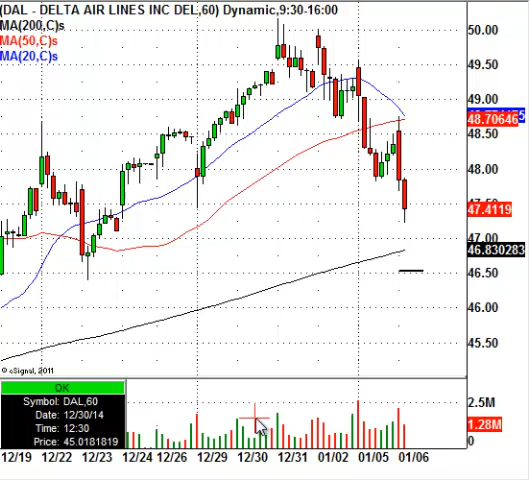 (DAL - DELTA AIR LINES INC DEL,60) Dynamic,9:30-16:00
MA(200,C)s
MA(50,C)s
MA(20,C)s
50.00
49.50
49.00
48.70646
48.50
48.00
47.4119
47.00
46.830283
46.50
46.00
45.50
© eSignal, 2011
OK
Symbol: DAL,60
Date: 12/30/14
Time: 12:30
Price: 45.0181819
2.5M
1.28M
0
12/19 12/22 12/23 12/24 12/26 12/29 12/30 12/31 01/02 01/05 01/06